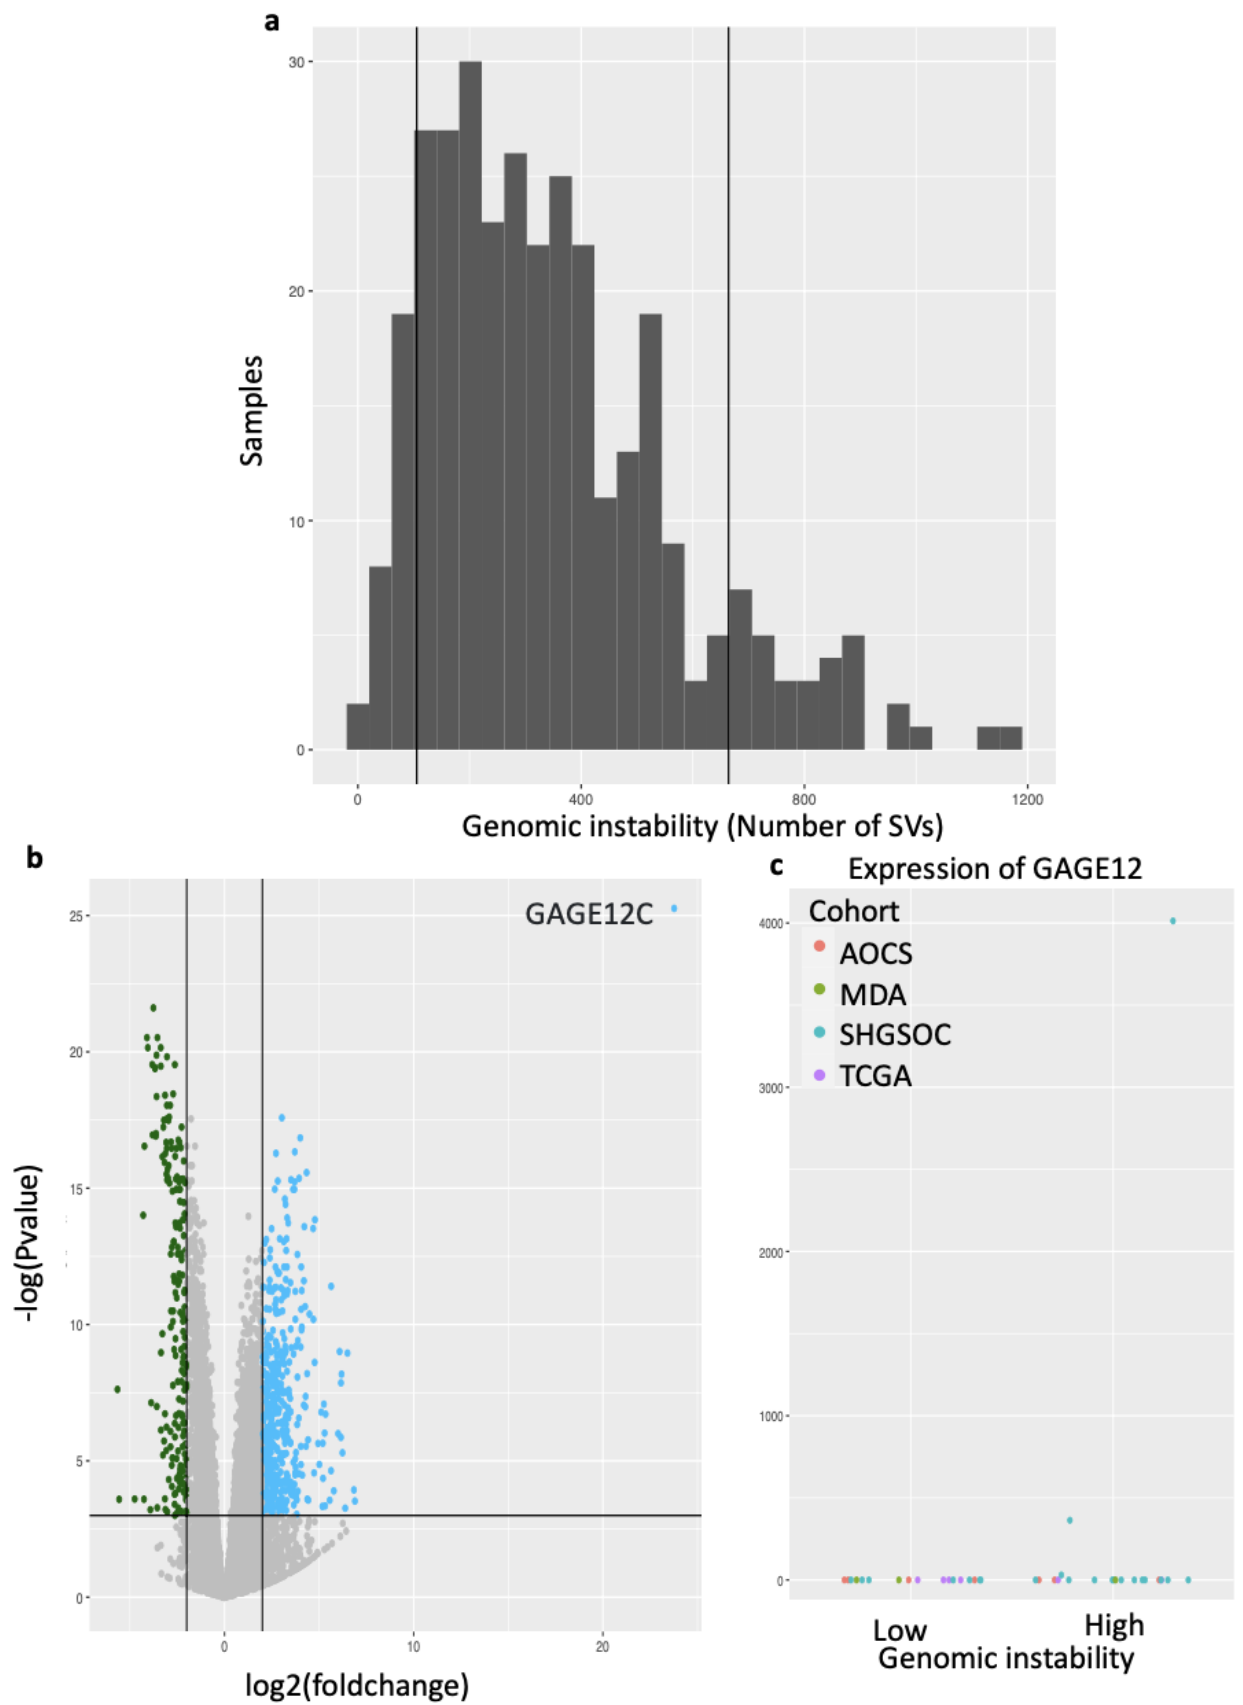 a
30
20
10
0
Samples
0 400 800 1200
Genomic instability (Number of SVs)
b
25
20
15
10
5
0
-log(Pvalue)
GAGE12C
0 10 20
log2(foldchange)
c
Expression of GAGE12
Cohort
AOCS
MDA
SHGSOC
TCGA
4000
3000
2000
1000
0
Low High
Genomic instability